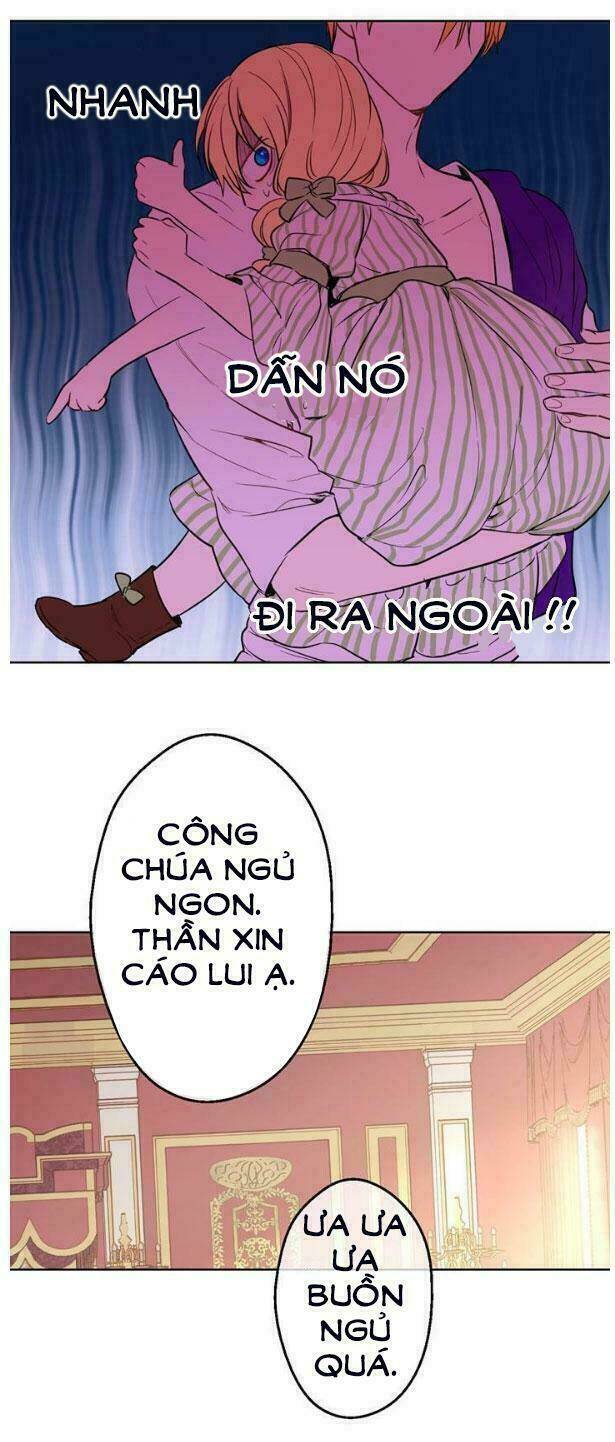 NHANH
DẪN NÓ
ĐI RA NGOÀI!!
CÔNG
CHÚA NGỦ
NGON.
THẦN XIN
CÁO LUI Ạ.
ƯA ƯA
ƯA
BUỒN
NGỦ
QUÁ.